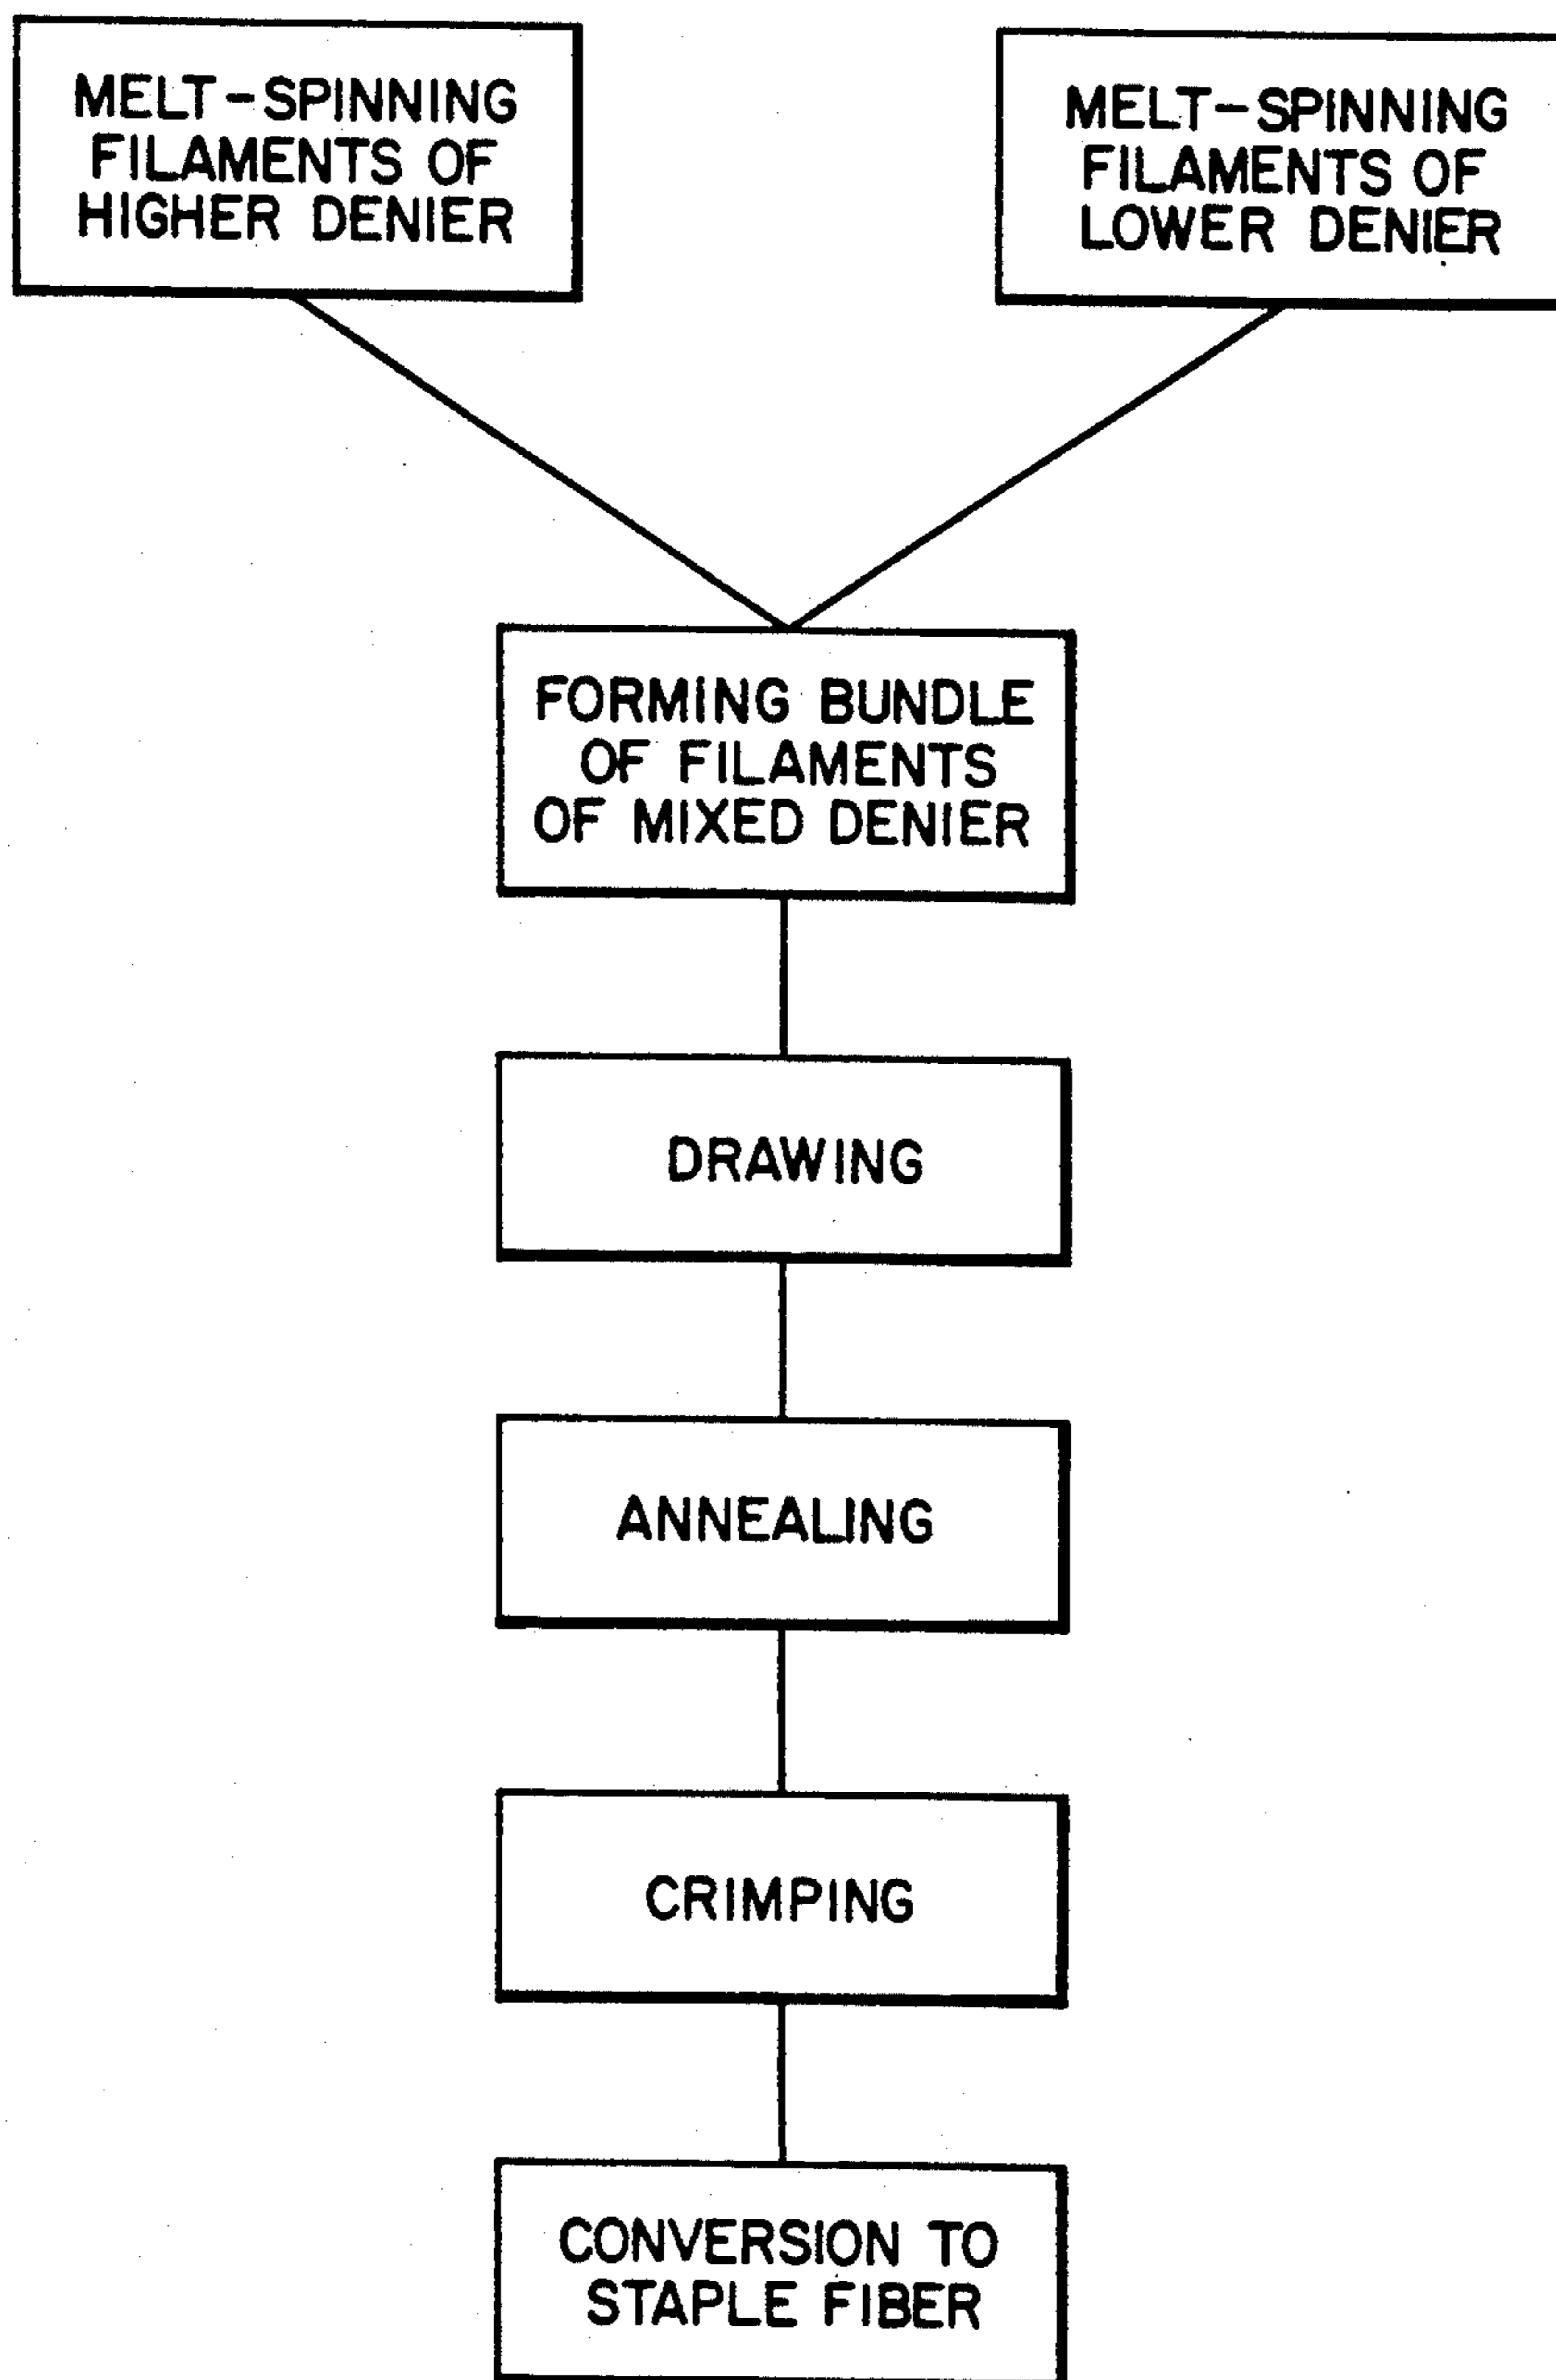 MELT-SPINNING
FILAMENTS OF
HIGHER DENIER
MELT-SPINNING
FILAMENTS OF
LOWER DENIER
FORMING BUNDLE
OF FILAMENTS
OF MIXED DENIER
DRAWING
ANNEALING
CRIMPING
CONVERSION TO
STAPLE FIBER